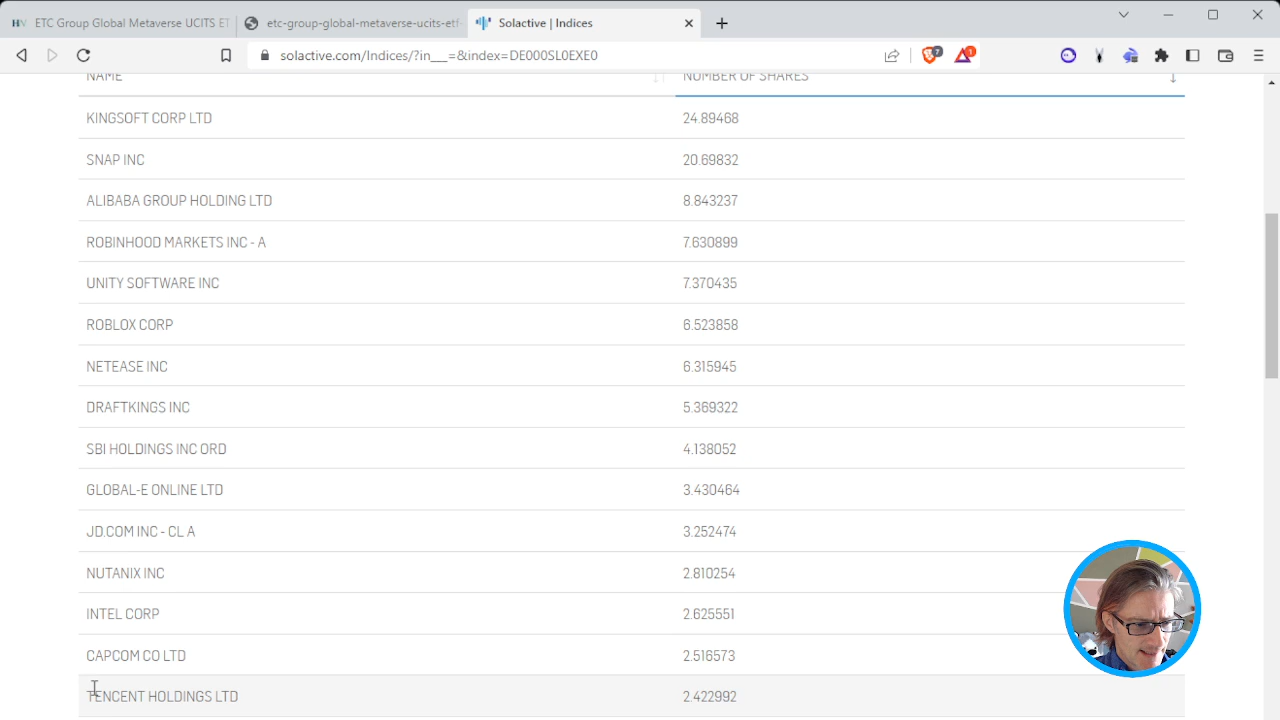 ETC Group Global Metaverse UCITS ET
etc-group-global-metaverse-ucits-etf-
Solactive | Indices
solactive.com/Indices/?in___=&index=DE000SL0EXE0
7
1
NAME NUMBER OF SHARES
KINGSOFT CORP LTD 24.89468
SNAP INC 20.69832
ALIBABA GROUP HOLDING LTD 8.843237
ROBINHOOD MARKETS INC - A 7.630899
UNITY SOFTWARE INC 7.370435
ROBLOX CORP 6.523858
NETEASE INC 6.315945
DRAFTKINGS INC 5.369322
SBI HOLDINGS INC ORD 4.138052
GLOBAL-E ONLINE LTD 3.430464
JD.COM INC - CL A 3.252474
NUTANIX INC 2.810254
INTEL CORP 2.625551
CAPCOM CO LTD 2.516573
TENCENT HOLDINGS LTD 2.422992